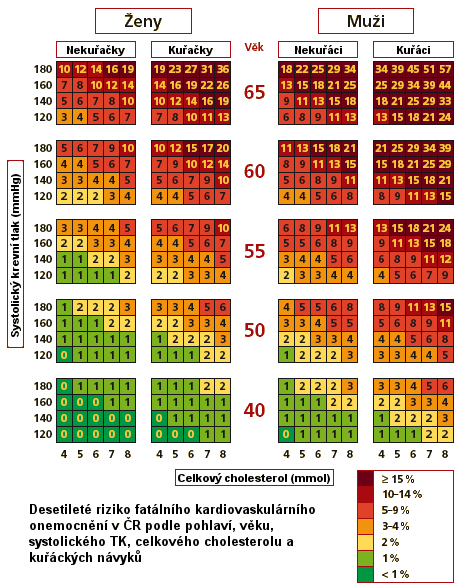 Ženy Muži
Nekuřačky Kuřačky Věk Nekuřáci Kuřáci
180 10 12 14 16 19 19 23 27 31 36 18 22 25 29 34 34 39 45 51 57
160 7 8 10 12 14 14 16 19 22 26 13 16 18 22 25 25 29 34 39 44
65
140 5 6 7 8 10 10 12 14 16 19 9 11 13 15 18 18 21 25 29 33
120 3 4 5 6 7 7 8 10 11 13 6 8 9 11 13 13 15 18 21 24
180 5 6 7 9 10 10 12 15 17 20 11 13 15 18 21 21 25 29 34 39
160 4 4 5 6 7 7 9 10 12 14 8 9 11 13 15 15 18 21 25 29
60
140 3 3 4 4 5 5 6 7 9 10 5 6 8 9 11 11 13 15 18 21
120 2 2 2 3 4 4 4 5 6 7 4 4 5 6 8 8 9 11 13 15
180 3 3 4 4 5 5 6 7 9 10 6 8 9 11 13 13 15 18 21 24
160 2 2 3 3 4 4 4 5 6 7 5 5 6 8 9 9 11 13 15 18
55
140 1 1 2 2 3 3 3 4 4 5 3 4 4 5 6 6 8 9 11 12
120 1 1 1 1 2 2 2 3 3 4 2 3 3 4 4 4 5 6 7 9
180 1 2 2 2 3 3 3 4 5 6 4 5 5 6 8 8 9 11 13 15
160 1 1 1 2 2 2 2 3 3 4 3 3 4 5 5 5 6 8 9 11
50
140 1 1 1 1 1 1 2 2 2 3 2 2 3 3 4 4 4 5 6 8
120 0 1 1 1 1 1 1 1 2 2 1 2 2 2 3 3 3 4 4 5
180 0 1 1 1 1 1 1 1 2 2 1 2 2 2 3 3 3 4 5 6
160 0 0 0 1 1 1 1 1 1 1 1 1 1 2 2 2 2 3 3 4
40
140 0 0 0 0 0 0 1 1 1 1 1 1 1 1 1 1 2 2 2 3
120 0 0 0 0 0 0 0 0 1 1 0 1 1 1 1 1 1 1 2 2
4 5 6 7 8 4 5 6 7 8 4 5 6 7 8 4 5 6 7 8
Systolický krevní tlak (mmHg)
Celkový cholesterol (mmol)
≥ 15 %
10–14 %
5–9 %
3–4 %
2 %
1 %
< 1 %
Desetileté riziko fatálního kardiovaskulárního
onemocnění v ČR podle pohlaví, věku,
systolického TK, celkového cholesterolu a
kuřáckých návyků